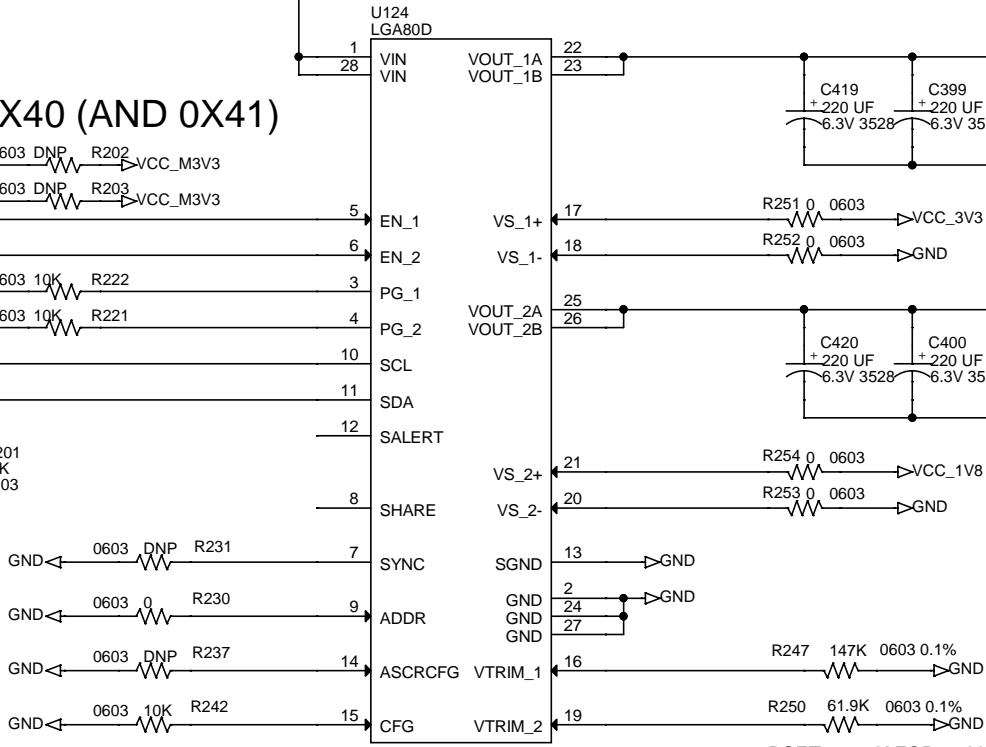 U124
LGA80D
1 VIN VOUT_1A 22
28 VIN VOUT_1B 23
C419 C399
+ 220 UF + 220 UF
6.3V 3528 6.3V 35
X40 (AND 0X41)
603 DNP R202 VCC_M3V3
603 DNP R203 VCC_M3V3
5 EN_1 VS_1+ 17 R251 0 0603 VCC_3V3
6 EN_2 VS_1- 18 R252 0 0603 GND
603 10K R222 3 PG_1 VOUT_2A 25
603 10K R221 4 PG_2 VOUT_2B 26
C420 C400
+ 220 UF + 220 UF
6.3V 3528 6.3V 35
10 SCL
11 SDA
12 SALERT
201
K
03
VS_2+ 21 R254 0 0603 VCC_1V8
8 SHARE VS_2- 20 R253 0 0603 GND
GND 0603 DNP R231 7 SYNC SGND 13 GND
GND 2 GND
GND 0603 0 R230 9 ADDR GND 24
GND 27
GND 0603 DNP R237 14 ASCRCFG VTRIM_1 16 R247 147K 0603 0.1% GND
GND 0603 10K R242 15 CFG VTRIM_2 19 R250 61.9K 0603 0.1% GND